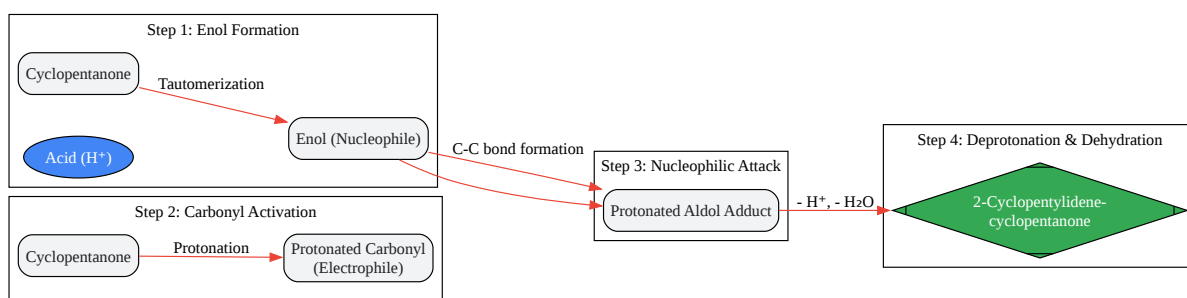 Step 1: Enol Formation
Cyclopentanone
Tautomerization
Enol (Nucleophile)
Acid (H⁺)
Step 2: Carbonyl Activation
Cyclopentanone
Protonation
Protonated Carbonyl
(Electrophile)
C-C bond formation
Step 3: Nucleophilic Attack
Protonated Aldol Adduct
- H⁺, - H₂O
Step 4: Deprotonation & Dehydration
2-Cyclopentylidene-
cyclopentanone